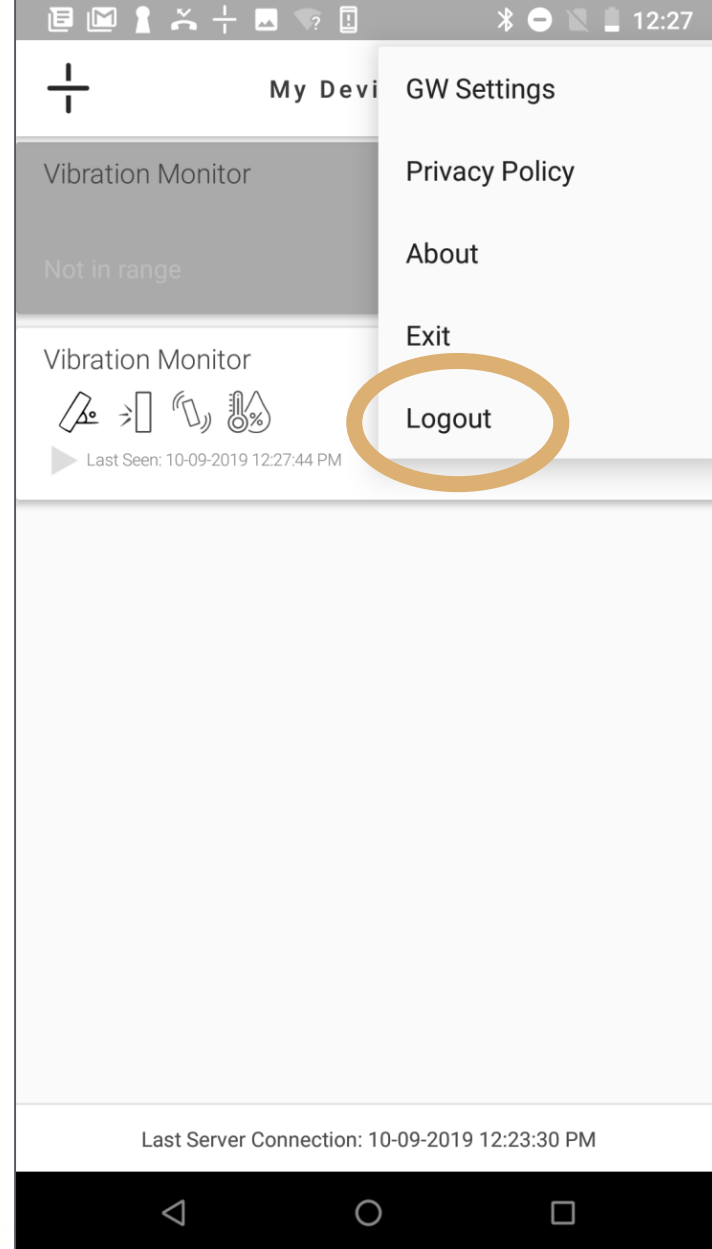 12:27
My Devi
GW Settings
Privacy Policy
About
Exit
Logout
Vibration Monitor
Not in range
Vibration Monitor
Last Seen: 10-09-2019 12:27:44 PM
Last Server Connection: 10-09-2019 12:23:30 PM